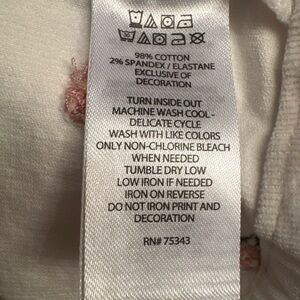 98% COTTON
2% SPANDEX / ELASTANE
EXCLUSIVE OF
DECORATION
TURN INSIDE OUT
MACHINE WASH COOL-
DELICATE CYCLE
WASH WITH LIKE COLORS
ONLY NON-CHLORINE BLEACH
WHEN NEEDED
TUMBLE DRY LOW
LOW IRON IF NEEDED
IRON ON REVERSE
DO NOT IRON PRINT AND
DECORATION
RN# 75343